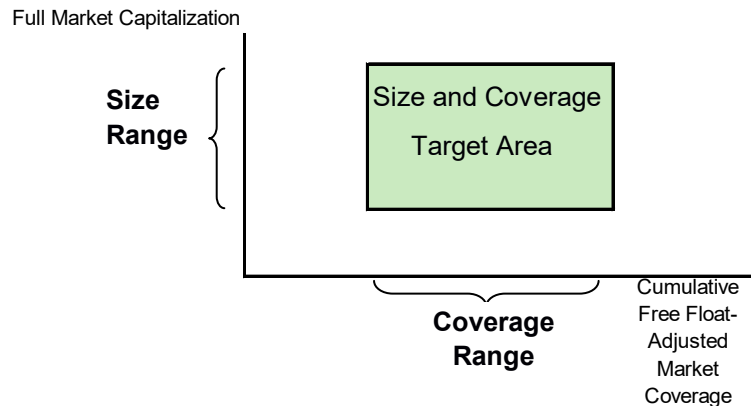 Full Market Capitalization
Size
Range
Size and Coverage
Target Area
Coverage
Range
Cumulative
Free Float-
Adjusted
Market
Coverage